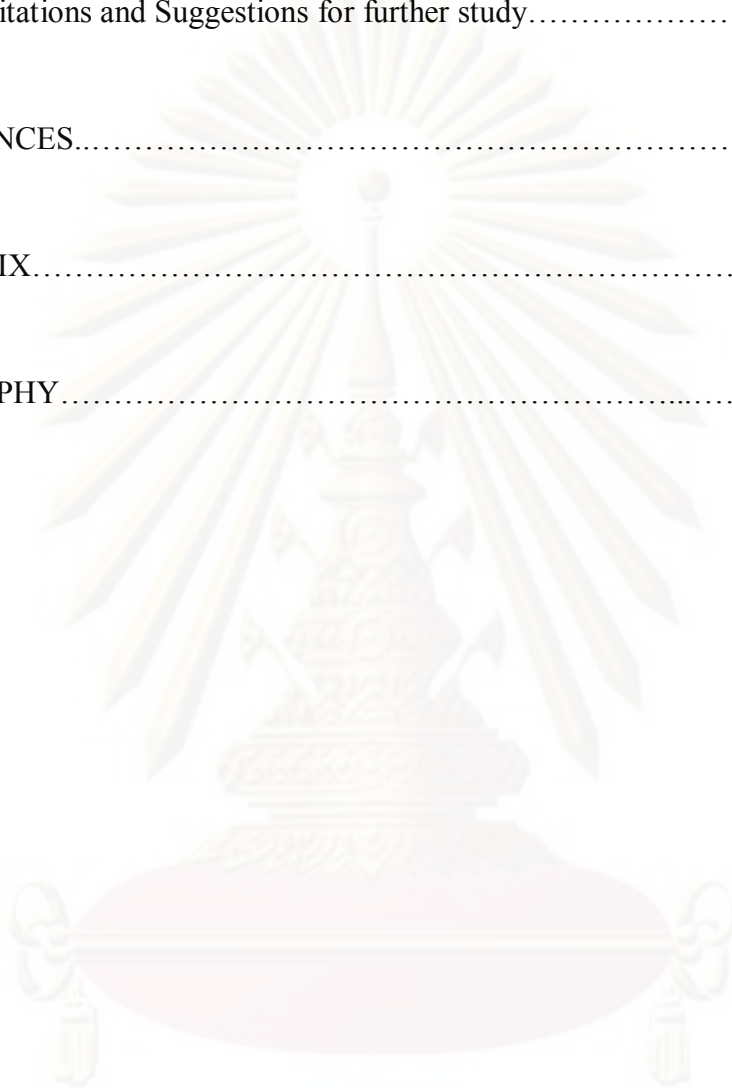 itations and Suggestions for further study………………
NCES..……………………………………………………
IX…………………………………………………………
PHY…………………………………………………...….